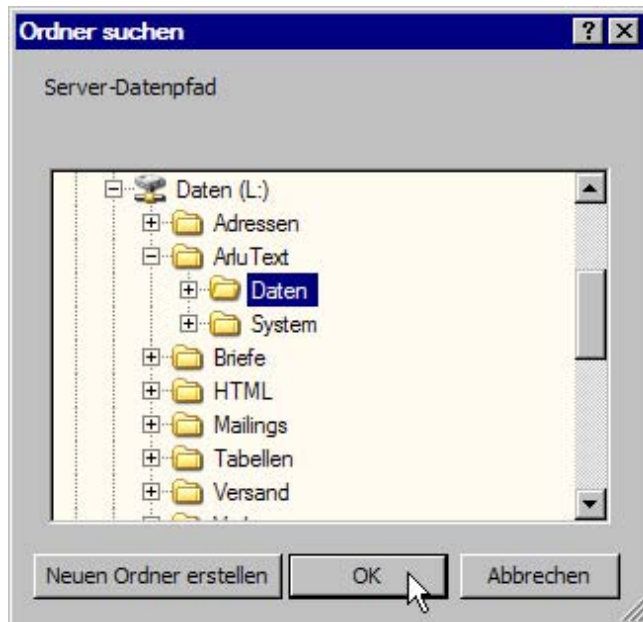 Ordner suchen
Server-Datenpfad
Daten (L:)
Adressen
ArluText
Daten
System
Briefe
HTML
Mailings
Tabellen
Versand
Neuen Ordner erstellen
OK
Abbrechen